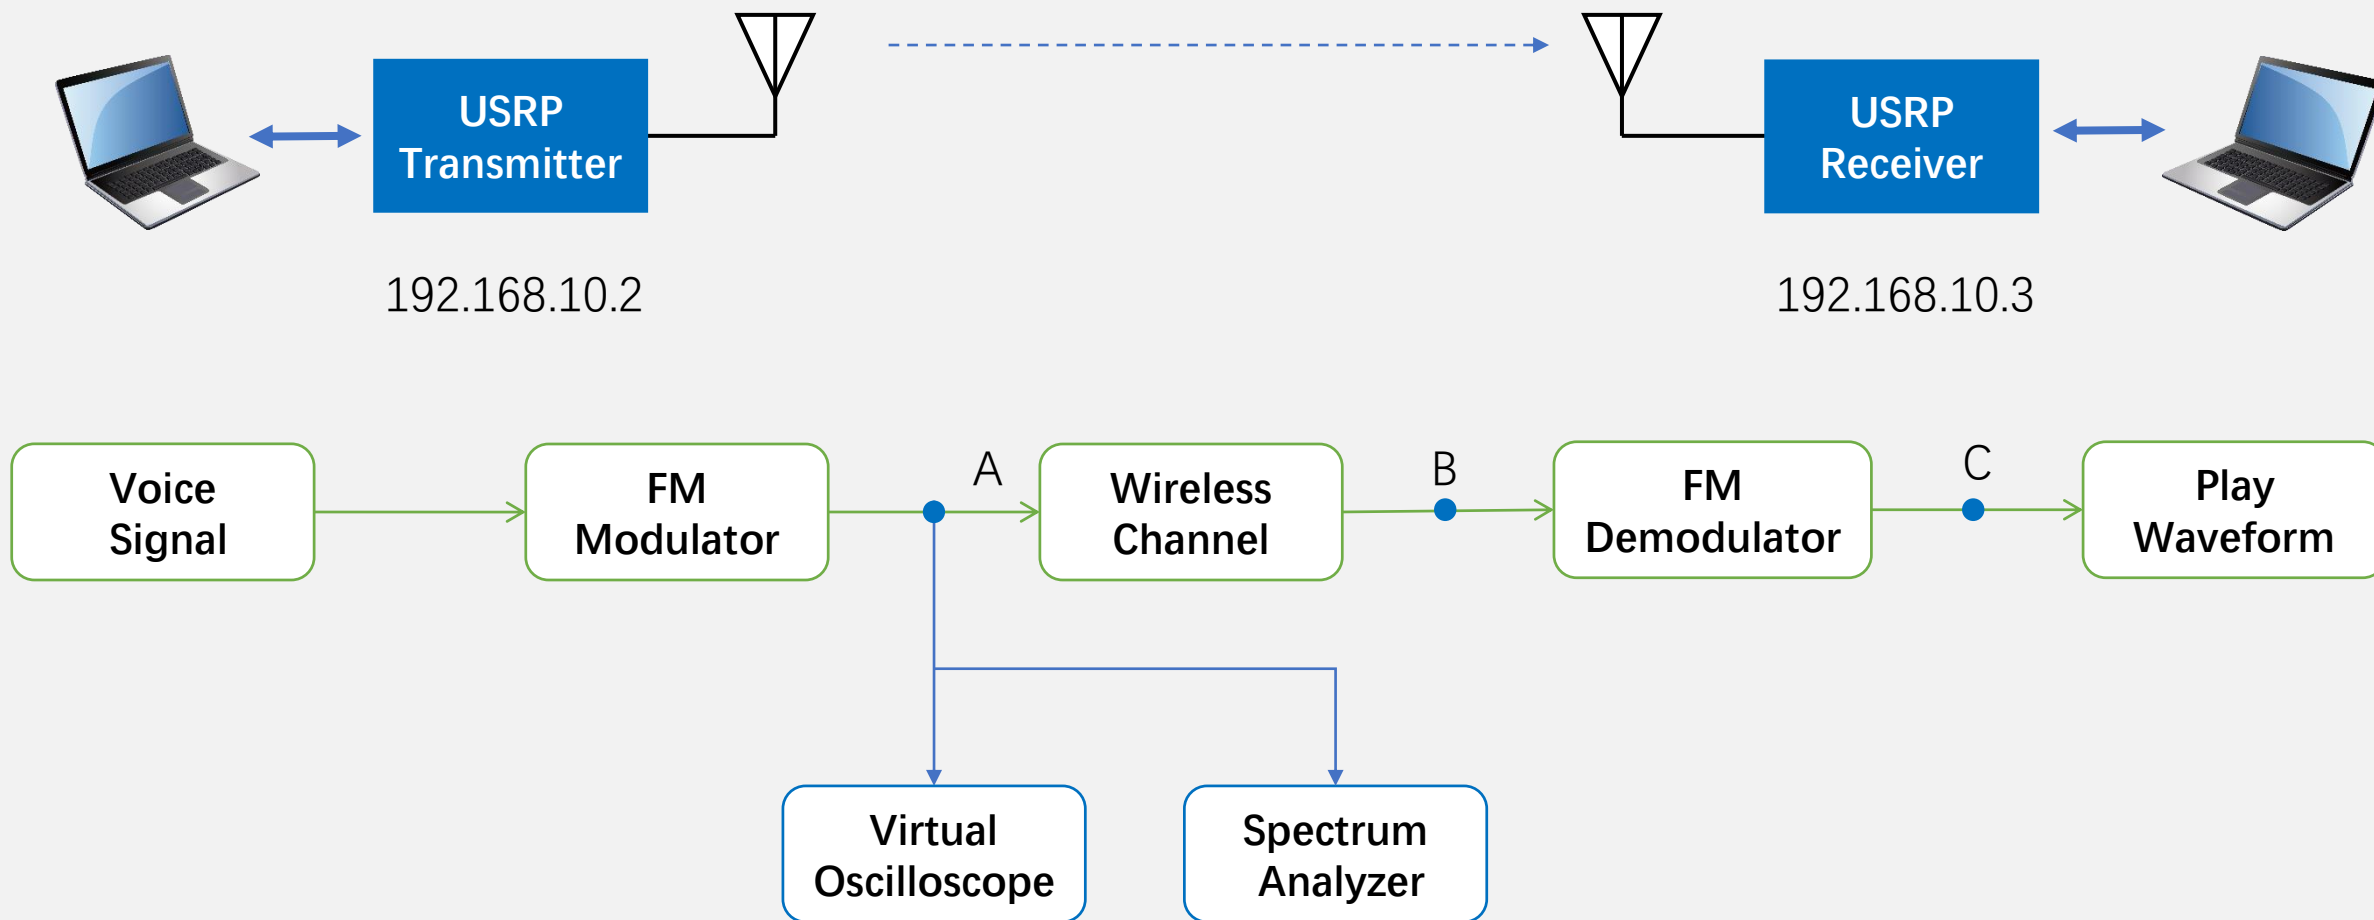 USRP
Transmitter
USRP
Receiver
192.168.10.2
192.168.10.3
Voice
Signal
FM
Modulator
A
Wireless
Channel
B
FM
Demodulator
C
Play
Waveform
Virtual
Oscilloscope
Spectrum
Analyzer